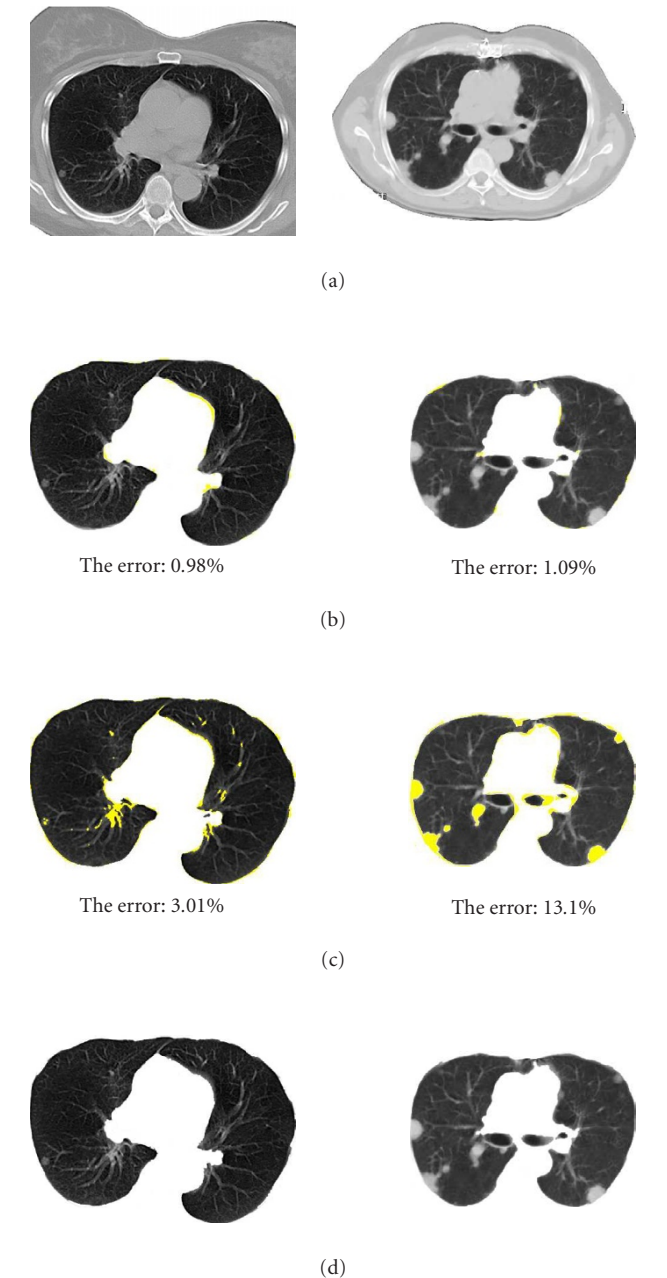 (a)
The error: 0.98%
The error: 1.09%
(b)
The error: 3.01%
The error: 13.1%
(c)
(d)